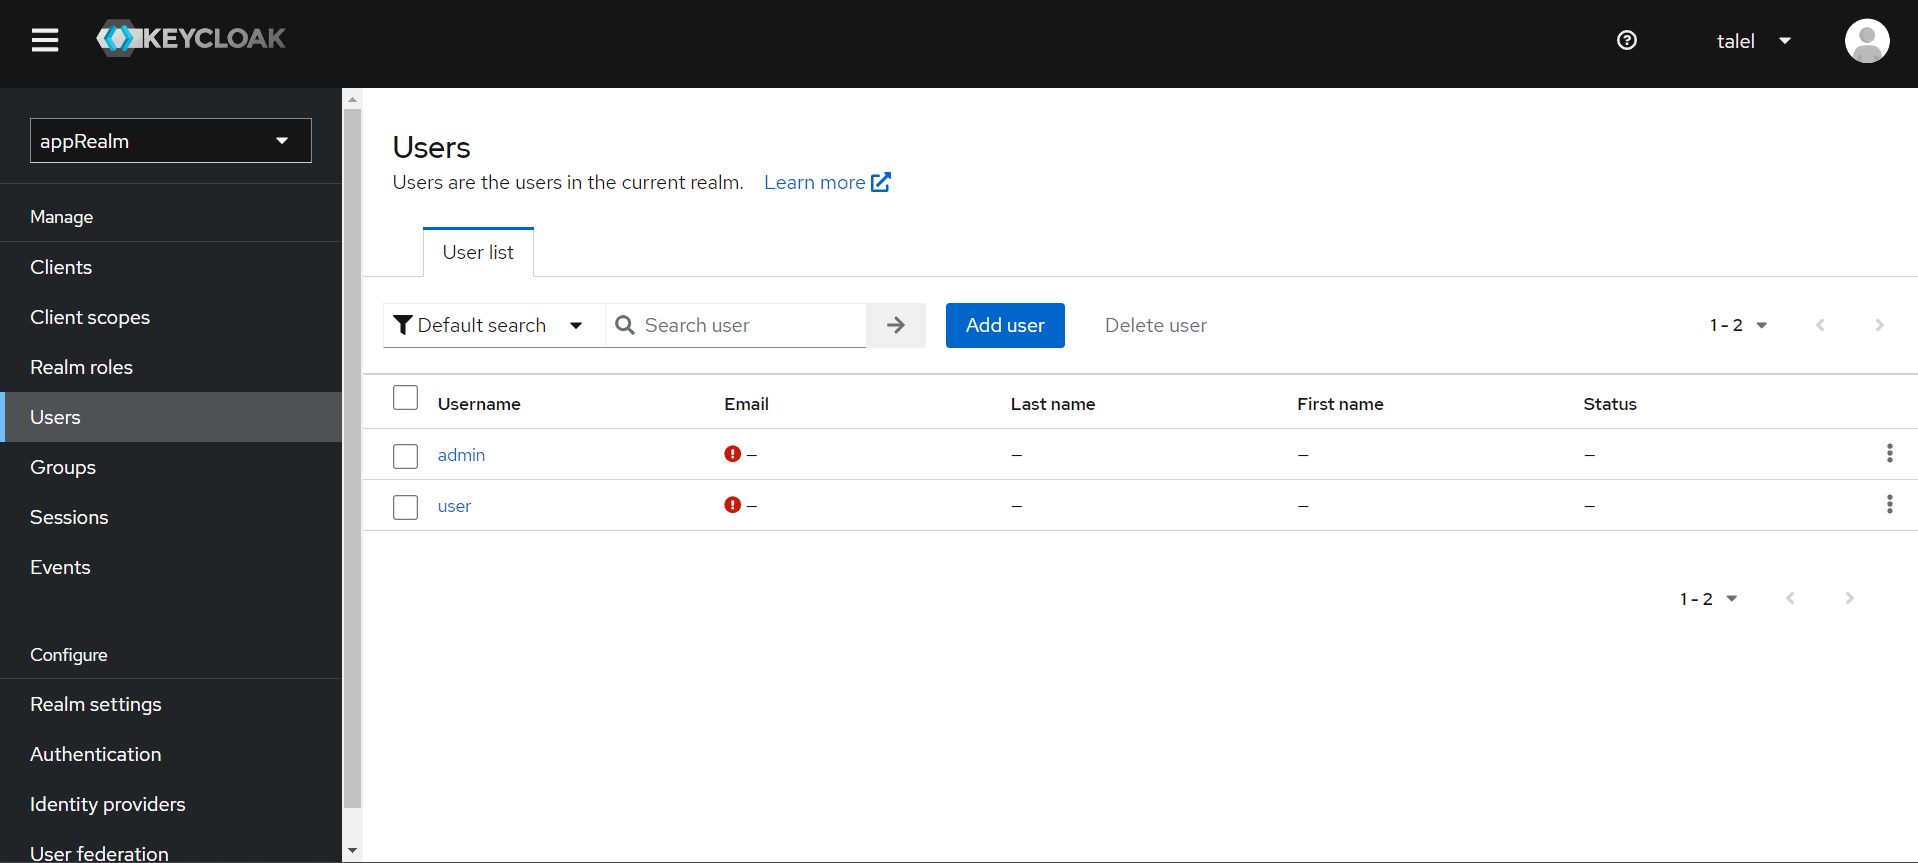 KEYCLOAK
talel
appRealm
Manage
Clients
Client scopes
Realm roles
Users
Groups
Sessions
Events
Configure
Realm settings
Authentication
Identity providers
User federation
Users
Users are the users in the current realm. Learn more
User list
Default search Search user Add user Delete user 1 - 2
Username Email Last name First name Status
admin – – – –
user – – – –
1 - 2